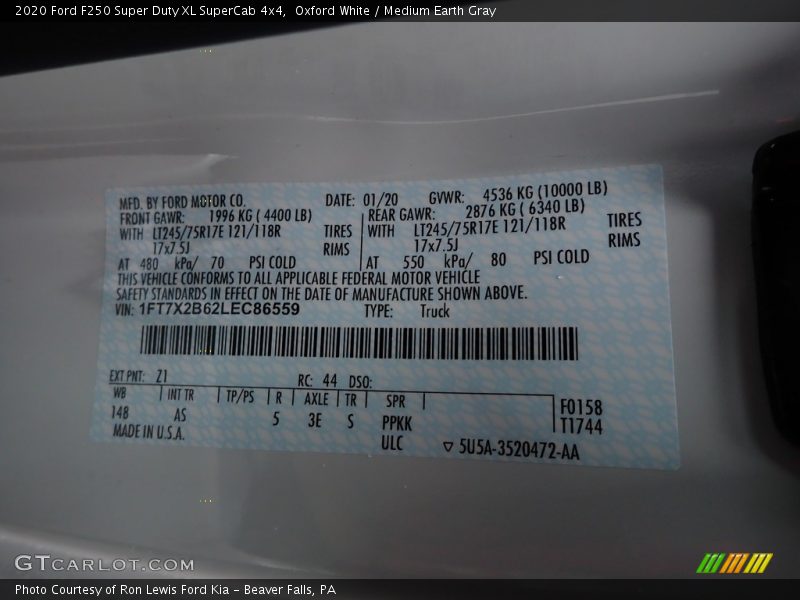 2020 Ford F250 Super Duty XL SuperCab 4x4,  Oxford White / Medium Earth Gray
MFD. BY FORD MOTOR CO. DATE: 01/20 GVWR: 4536 KG (10000 LB)
FRONT GAWR: 1996 KG ( 4400 LB) REAR GAWR: 2876 KG ( 6340 LB)
WITH LT245/75R17E 121/118R TIRES WITH LT245/75R17E 121/118R TIRES
17x7.5J RIMS 17x7.5J RIMS
AT 480 kPa/ 70 PSI COLD AT 550 kPa/ 80 PSI COLD
THIS VEHICLE CONFORMS TO ALL APPLICABLE FEDERAL MOTOR VEHICLE
SAFETY STANDARDS IN EFFECT ON THE DATE OF MANUFACTURE SHOWN ABOVE.
VIN: 1FT7X2B62LEC86559 TYPE: Truck
EXT PNT: Z1 RC: 44 DSO:
WB INT TR TP/PS R AXLE TR SPR F0158
148 AS 5 3E S PPKK T1744
MADE IN U.S.A. ULC ▽ 5U5A-3520472-AA
GTCARLOT.COM
Photo Courtesy of Ron Lewis Ford Kia - Beaver Falls, PA